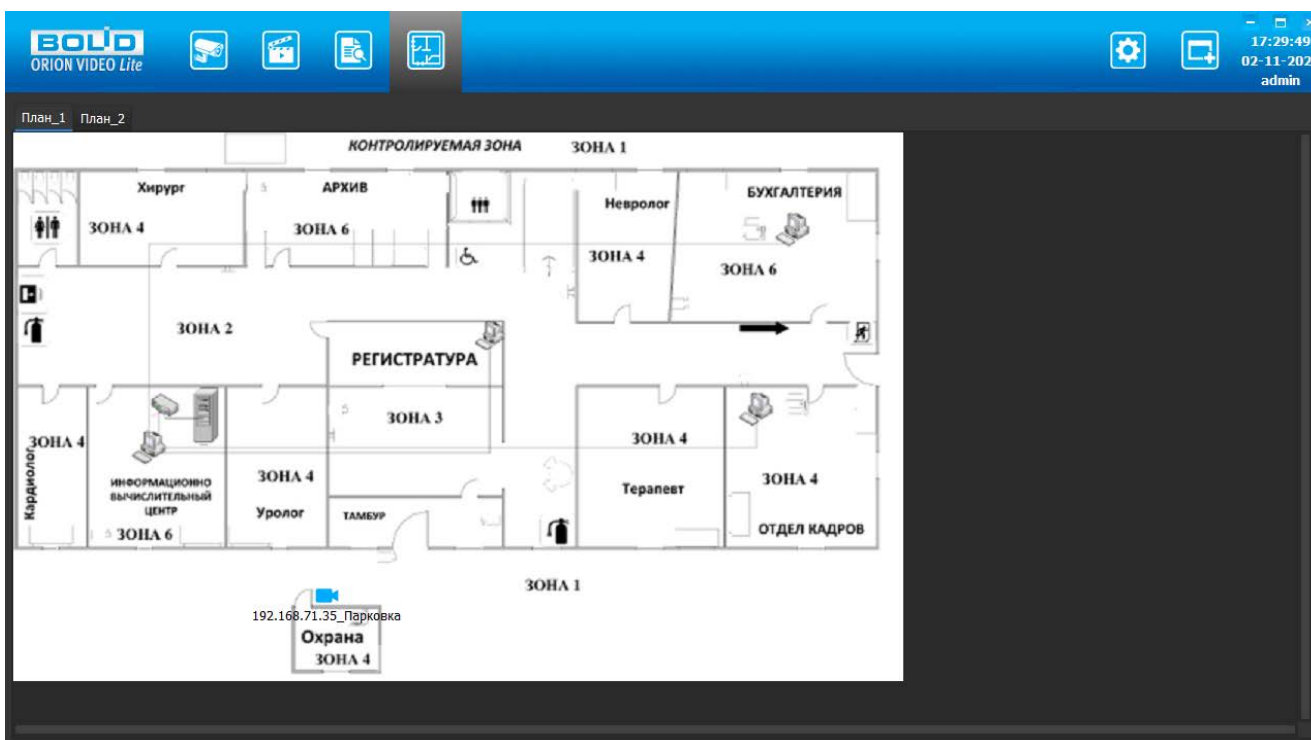 BOLID
ORION VIDEO Lite
17:29:49
02-11-202
admin
План_1 План_2
КОНТРОЛИРУЕМАЯ ЗОНА ЗОНА 1
Хирург
АРХИВ
Невролог
БУХГАЛТЕРИЯ
ЗОНА 4
ЗОНА 6
ЗОНА 4
ЗОНА 6
ЗОНА 2
РЕГИСТРАТУРА
ЗОНА 3
ЗОНА 4
Кардиолог
ИНФОРМАЦИОННО
ВЫЧИСЛИТЕЛЬНЫЙ
ЦЕНТР
ЗОНА 6
ЗОНА 4
Уролог
ТАМБУР
ЗОНА 4
Терапевт
ЗОНА 4
ОТДЕЛ КАДРОВ
ЗОНА 1
192.168.71.35_Парковка
Охрана
ЗОНА 4